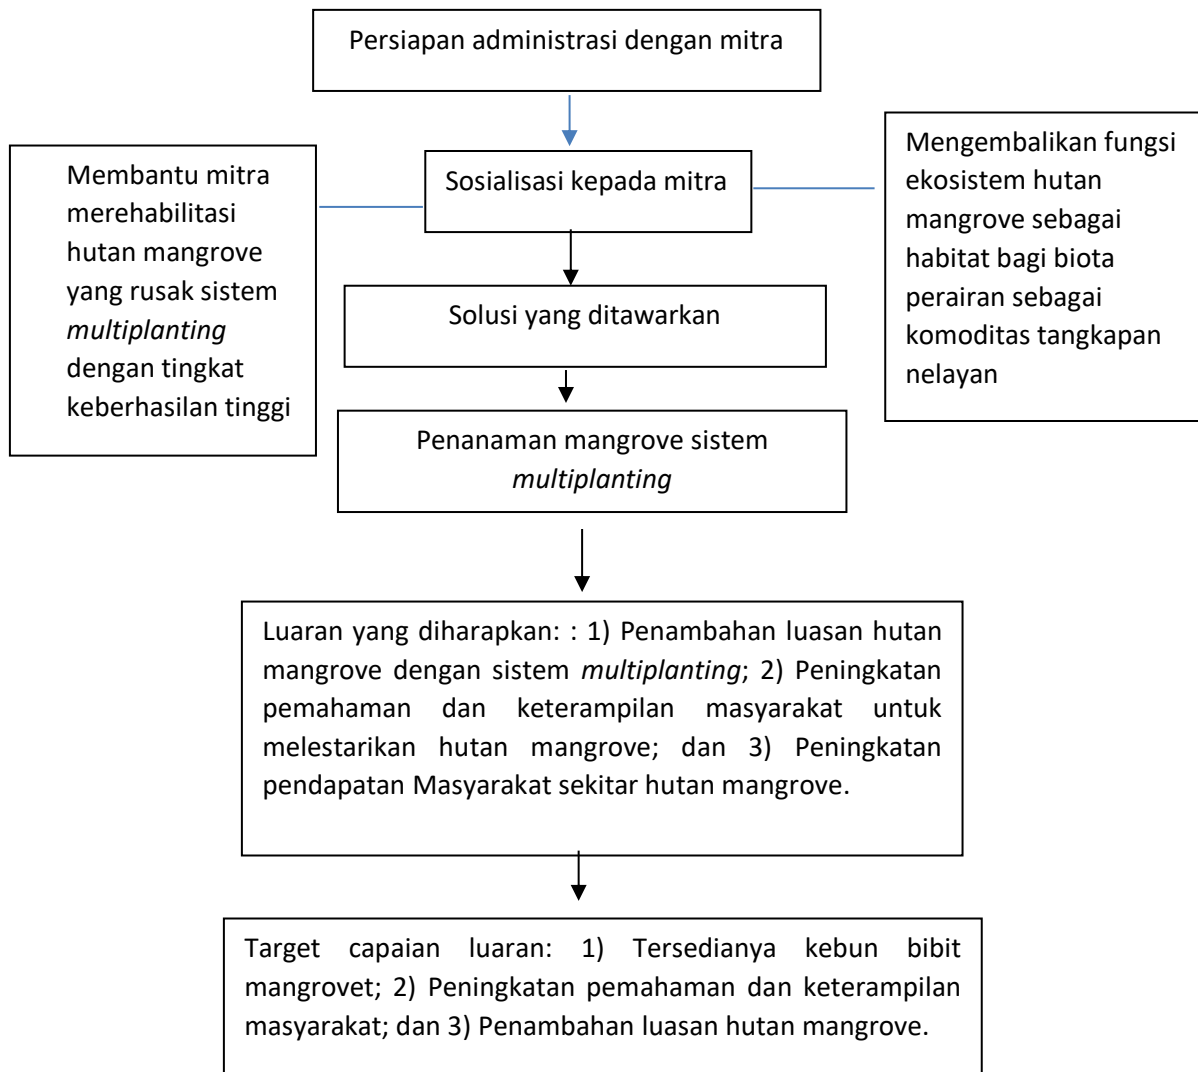 Persiapan administrasi dengan mitra
Membantu mitra
merehabilitasi
hutan mangrove
yang rusak sistem
multiplanting
dengan tingkat
keberhasilan tinggi
Sosialisasi kepada mitra
Mengembalikan fungsi
ekosistem hutan
mangrove sebagai
habitat bagi biota
perairan sebagai
komoditas tangkapan
nelayan
Solusi yang ditawarkan
Penanaman mangrove sistem
multiplanting
Luaran yang diharapkan: : 1) Penambahan luasan hutan
mangrove dengan sistem multiplanting; 2) Peningkatan
pemahaman dan keterampilan masyarakat untuk
melestarikan hutan mangrove; dan 3) Peningkatan
pendapatan Masyarakat sekitar hutan mangrove.
Target capaian luaran: 1) Tersedianya kebun bibit
mangrovet; 2) Peningkatan pemahaman dan keterampilan
masyarakat; dan 3) Penambahan luasan hutan mangrove.